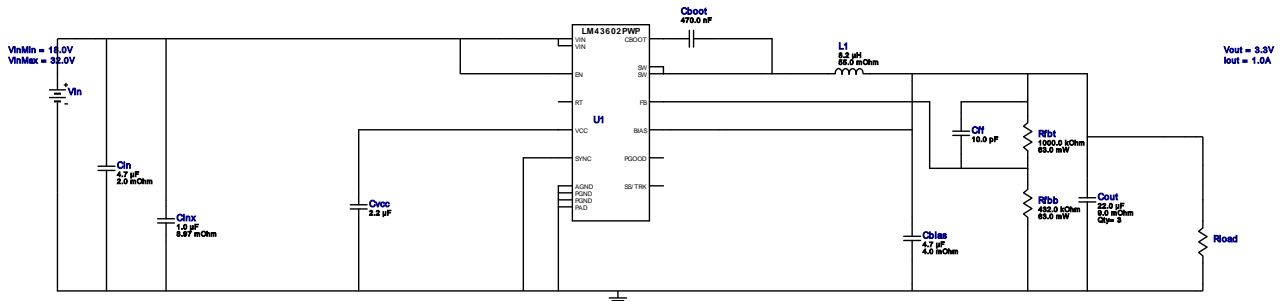 Cboot
470.0 nF
LM43602PWP
VIN
VIN
EN
RT
VCC
SYNC
AGND
PGND
PGND
PAD
CBOOT
SW
SW
FB
BIAS
PGOOD
SS/TRK
U1
VinMin = 18.0V
VinMax = 32.0V
Vin
+
-
L1
8.2 µH
55.0 mOhm
Vout = 3.3V
Iout = 1.0A
Cin
4.7 µF
2.0 mOhm
Cinx
1.0 µF
8.97 mOhm
Cvcc
2.2 µF
Cff
10.0 pF
Rfbt
1000.0 kOhm
63.0 mW
Rfbb
432.0 kOhm
63.0 mW
Cout
22.0 µF
9.0 mOhm
Qty= 3
Cbias
4.7 µF
4.0 mOhm
Rload